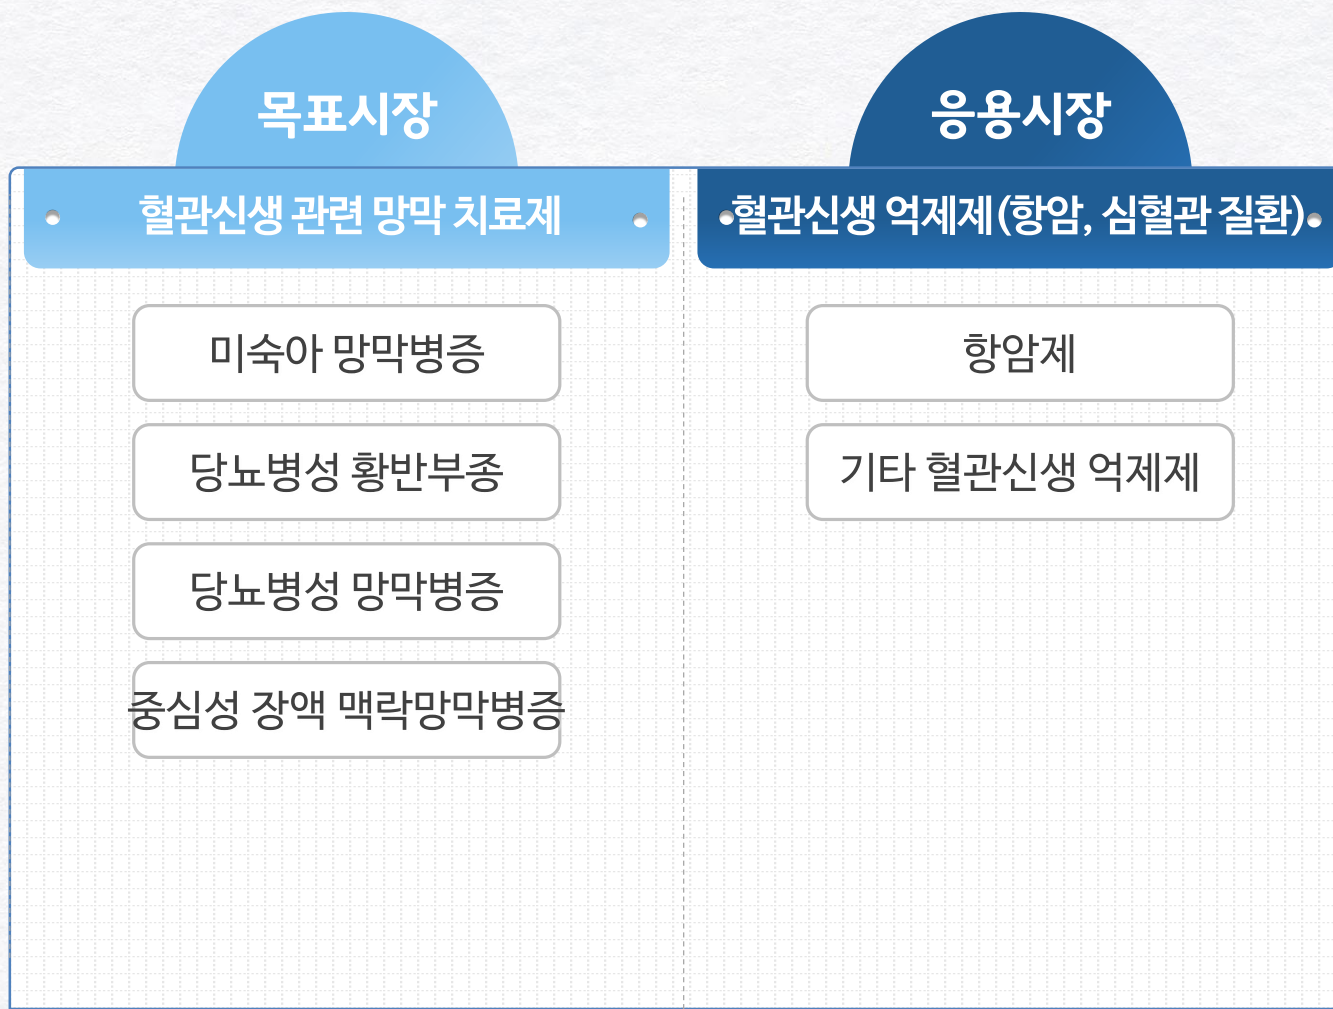 목표시장
혈관신생 관련 망막 치료제
미숙아 망막병증
당뇨병성 황반부종
당뇨병성 망막병증
중심성 장액 맥락망막병증
응용시장
혈관신생 억제제(항암, 심혈관 질환)
항암제
기타 혈관신생 억제제